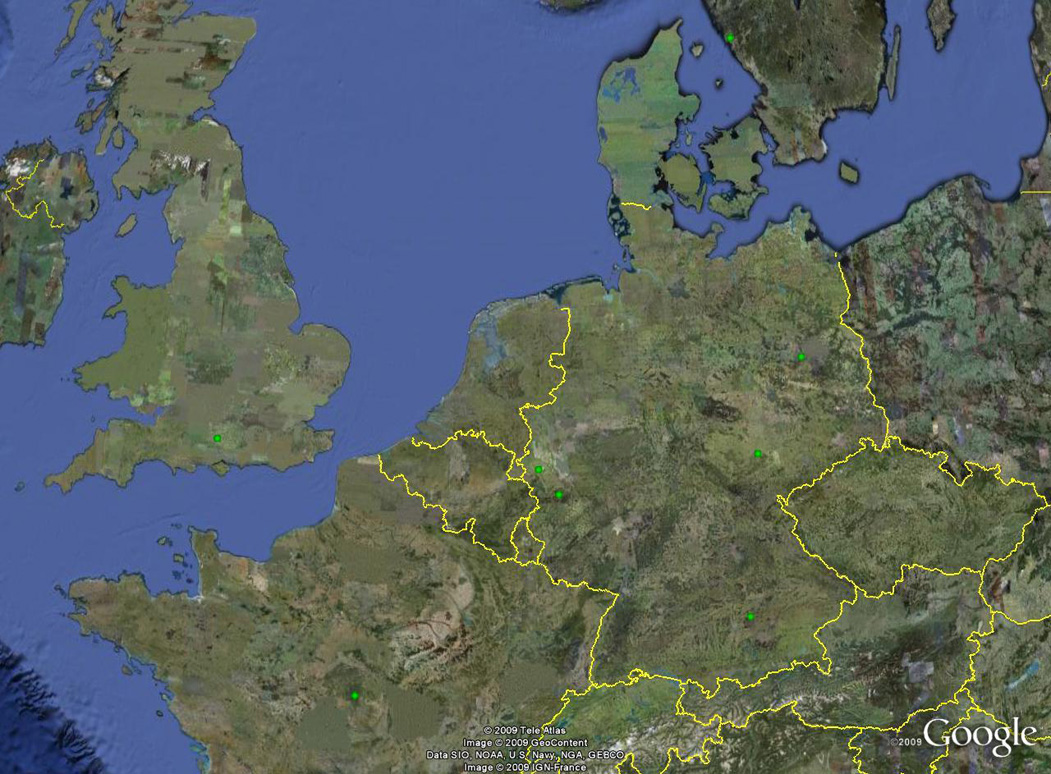 © 2009 Tele Atlas
Image © 2009 GeoContent
Data SIO, NOAA, U.S. Navy, NGA, GEBCO
Image © 2009 IGN-France
©2009 Google